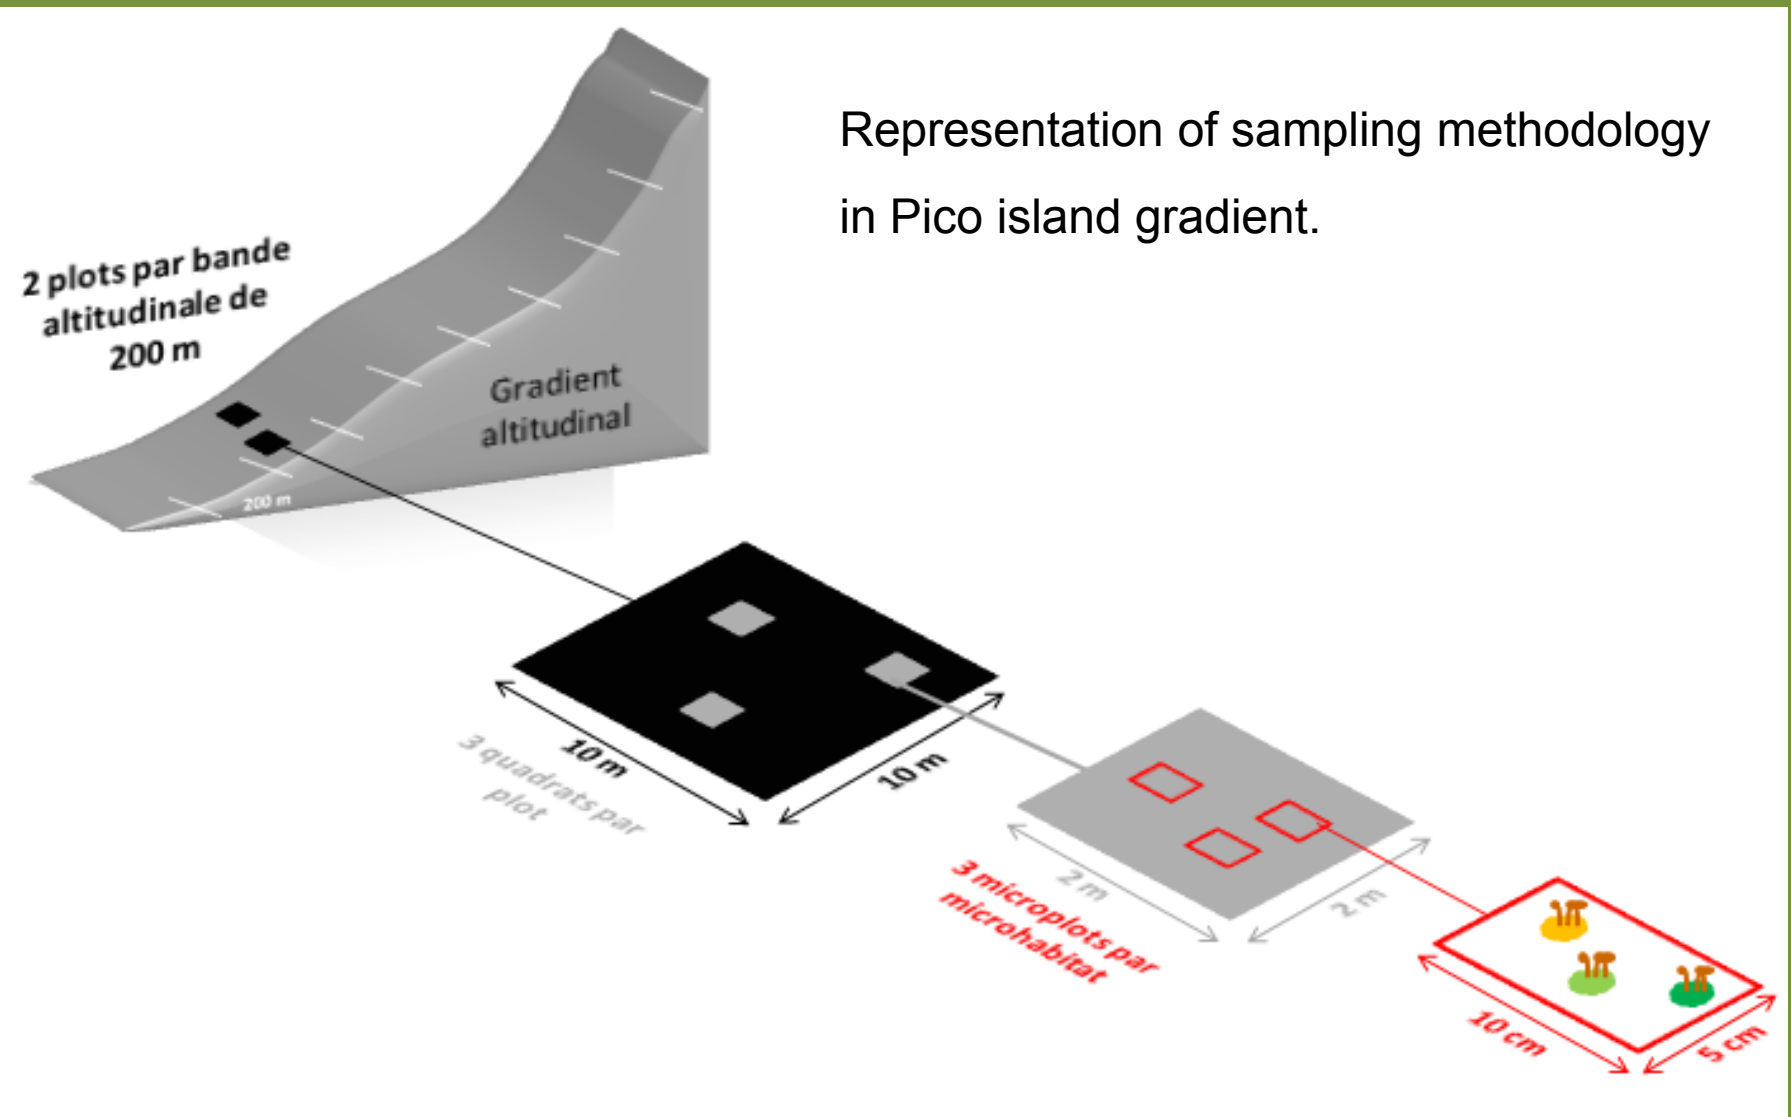 Representation of sampling methodology
in Pico island gradient.
2 plots par bande
altitudinale de
200 m
Gradient
altitudinal
200 m
10 m
10 m
3 quadrats par
plot
2 m
2 m
3 microplots par
microhabitat
10 cm
5 cm